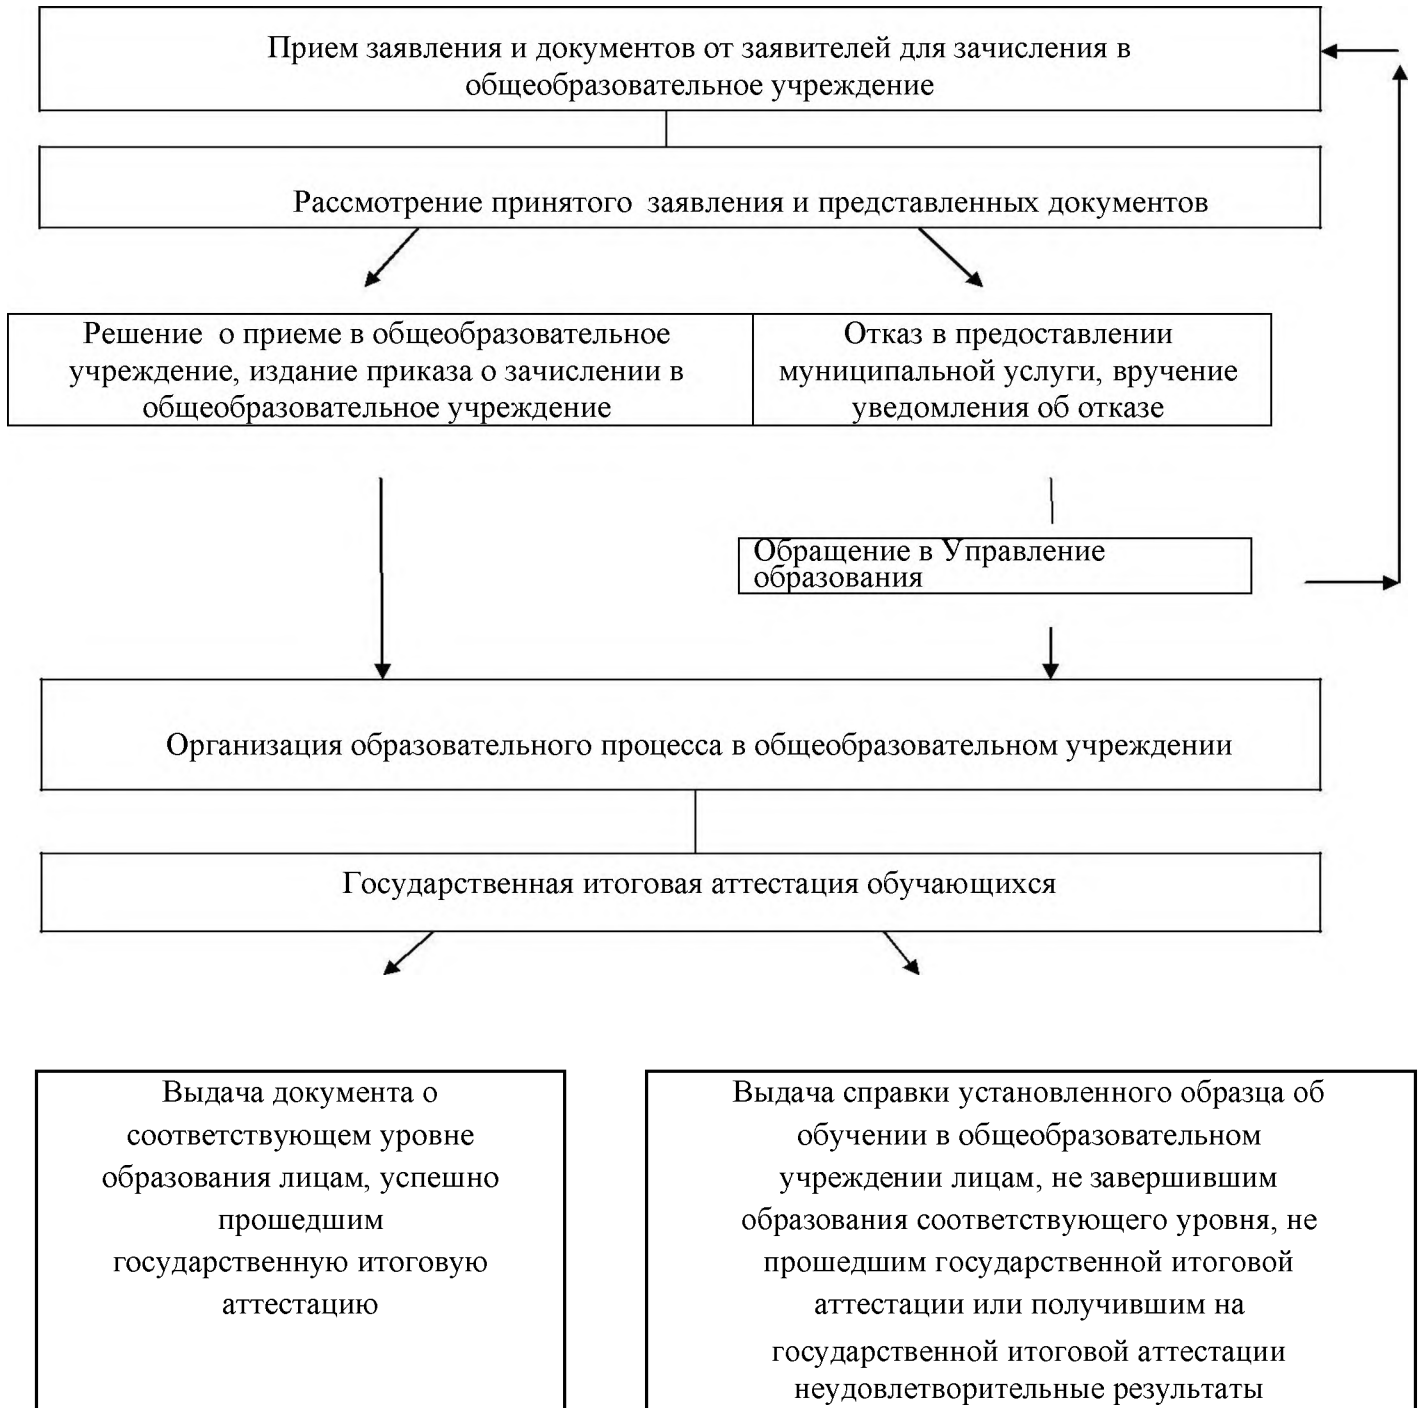 Прием заявления и документов от заявителей для зачисления в
общеобразовательное учреждение
Рассмотрение принятого заявления и представленных документов
Решение о приеме в общеобразовательное
учреждение, издание приказа о зачислении в
общеобразовательное учреждение
Отказ в предоставлении
муниципальной услуги, вручение
уведомления об отказе
Обращение в Управление
образования
Организация образовательного процесса в общеобразовательном учреждении
Государственная итоговая аттестация обучающихся
Выдача документа о
соответствующем уровне
образования лицам, успешно
прошедшим
государственную итоговую
аттестацию
Выдача справки установленного образца об
обучении в общеобразовательном
учреждении лицам, не завершившим
образования соответствующего уровня, не
прошедшим государственной итоговой
аттестации или получившим на
государственной итоговой аттестации
неудовлетворительные результаты